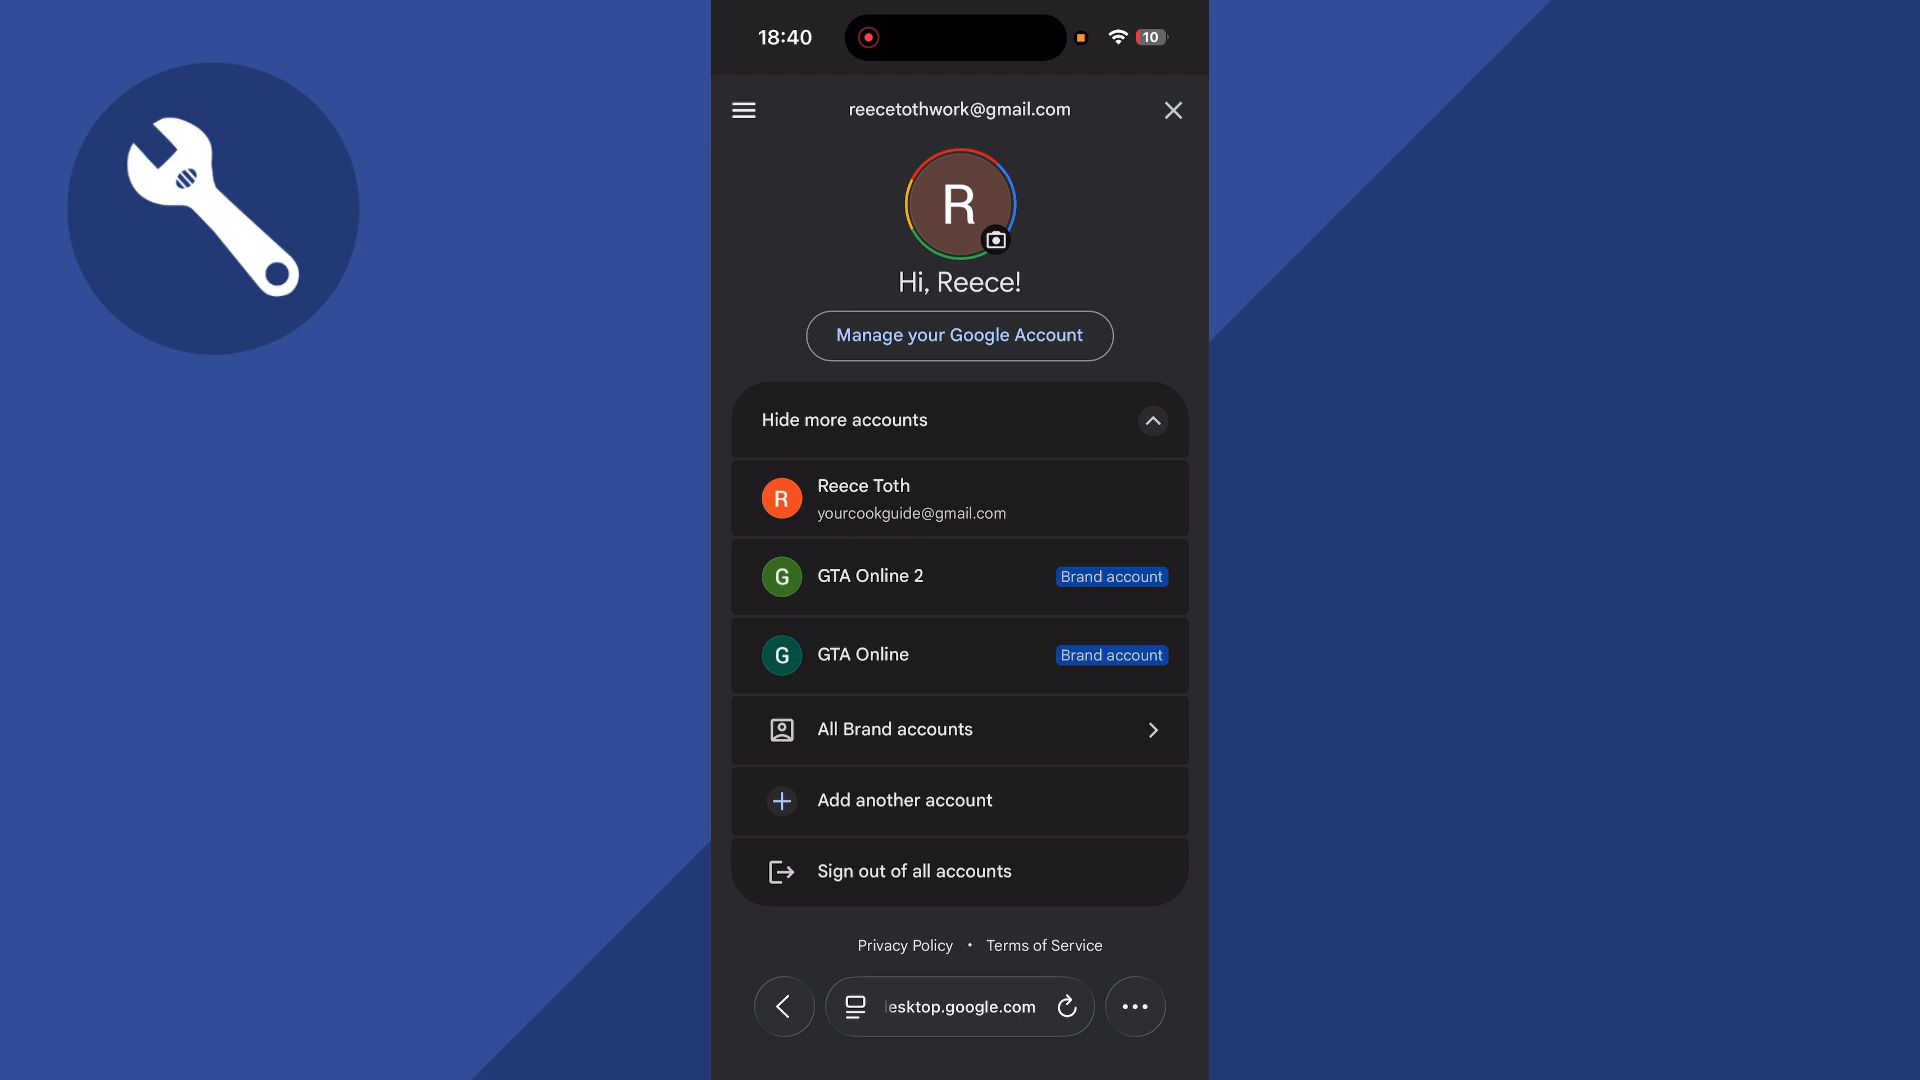 18:40
10
reecetothwork@gmail.com
R
Hi, Reece!
Manage your Google Account
Hide more accounts
R
Reece Toth
yourcookguide@gmail.com
G
GTA Online 2
Brand account
G
GTA Online
Brand account
All Brand accounts
Add another account
Sign out of all accounts
Privacy Policy • Terms of Service
esktop.google.com